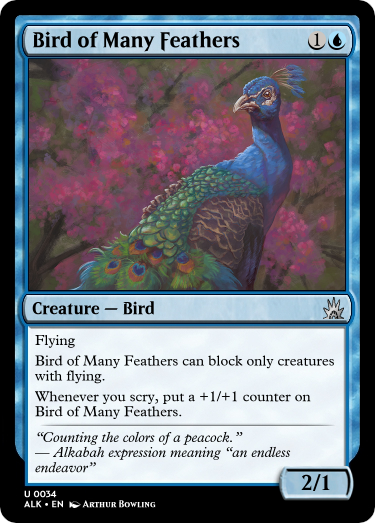 Bird of Many Feathers 1
Creature — Bird
Flying
Bird of Many Feathers can block only creatures
with flying.
Whenever you scry, put a +1/+1 counter on
Bird of Many Feathers.
“Counting the colors of a peacock.”
— Alkabah expression meaning “an endless
endeavor”
2/1
U 0034
ALK • EN Arthur Bowling